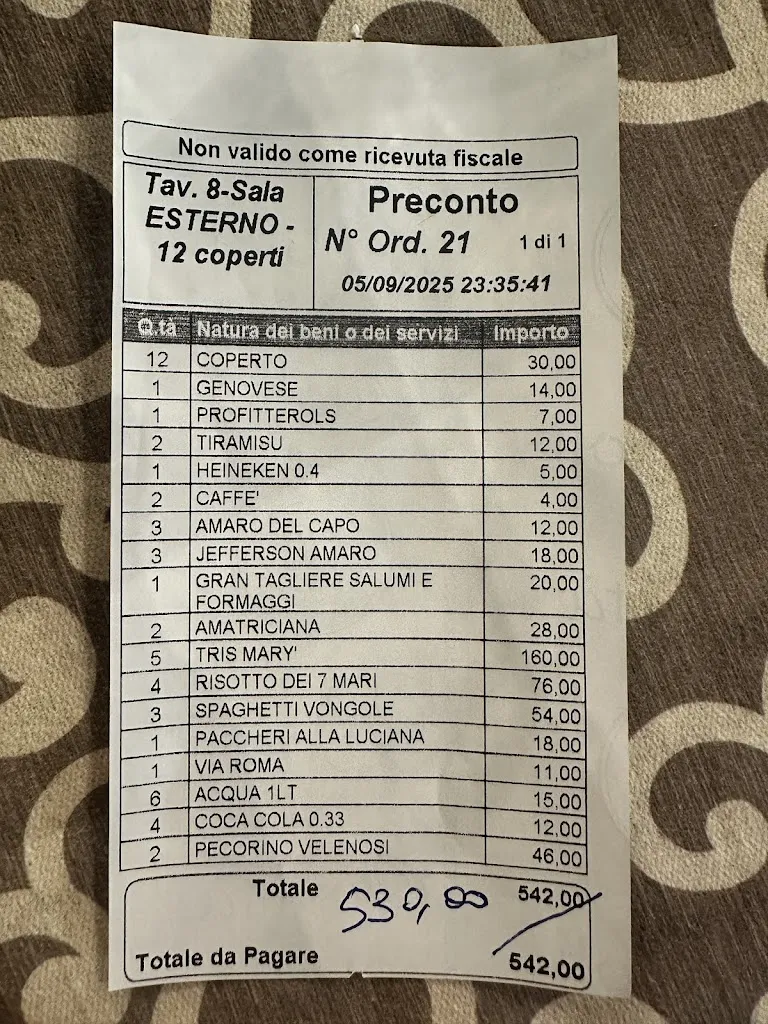 Non valido come ricevuta fiscale
Tav. 8-Sala
ESTERNO -
12 coperti
Preconto
N° Ord. 21 1 di 1
05/09/2025 23:35:41
Q.tà Natura dei beni o dei servizi Importo
12 COPERTO 30,00
1 GENOVESE 14,00
1 PROFITTEROLS 7,00
2 TIRAMISU 12,00
1 HEINEKEN 0.4 5,00
2 CAFFE' 4,00
3 AMARO DEL CAPO 12,00
3 JEFFERSON AMARO 18,00
1 GRAN TAGLIERE SALUMI E 20,00
FORMAGGI
2 AMATRICIANA 28,00
5 TRIS MARY' 160,00
4 RISOTTO DEI 7 MARI 76,00
3 SPAGHETTI VONGOLE 54,00
1 PACCHERI ALLA LUCIANA 18,00
1 VIA ROMA 11,00
6 ACQUA 1LT 15,00
4 COCA COLA 0.33 12,00
2 PECORINO VELENOSI 46,00
Totale 530,00 542,00
Totale da Pagare 542,00